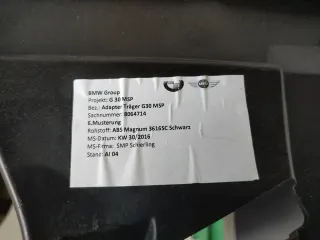 BMW Group
Projekt: G 30 MSP
Bez.: Adapter Träger G30 MSP
Sachnummer: 8064714
6.Musterung
Rohstoff: ABS Magnum 3616SC Schwarz
MS-Datum: KW 30/2016
MS-Firma: SMP Schierling
Stand: AI 04